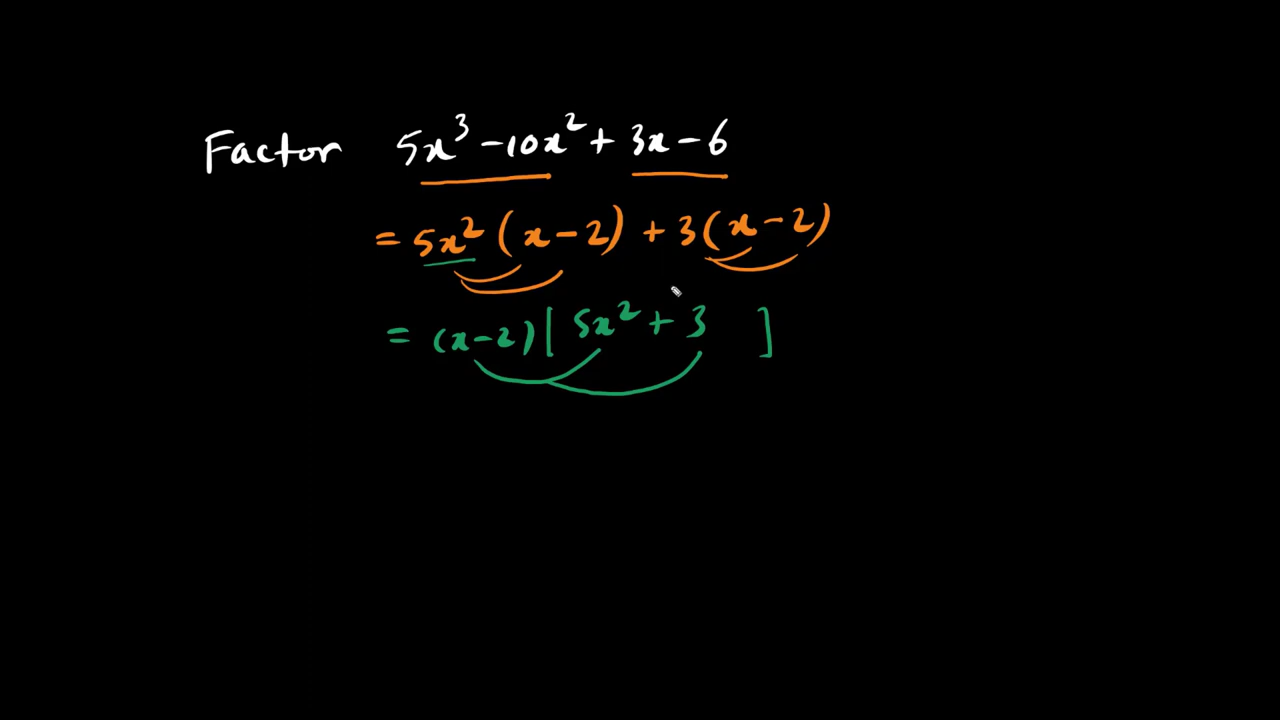 Factor 5x³ - 10x² + 3x - 6
= 5x² (x - 2) + 3(x - 2)
= (x - 2) [ 5x² + 3 ]